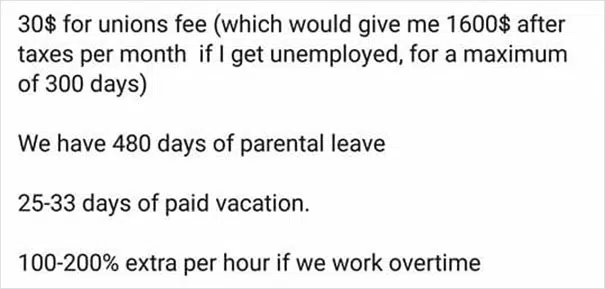 30$ for unions fee (which would give me 1600$ after
taxes per month  if I get unemployed, for a maximum
of 300 days)
We have 480 days of parental leave
25-33 days of paid vacation.
100-200% extra per hour if we work overtime